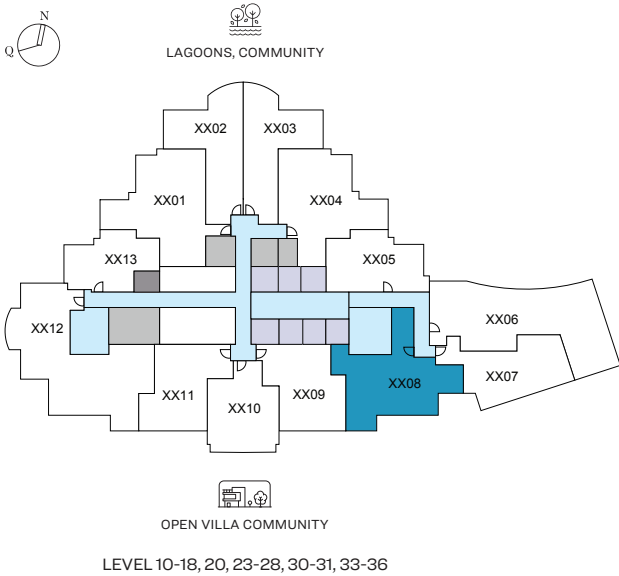 N
Q
LAGOONS, COMMUNITY
XX02
XX03
XX01
XX04
XX13
XX05
XX12
XX06
XX11
XX10
XX09
XX08
XX07
OPEN VILLA COMMUNITY
LEVEL 10-18, 20, 23-28, 30-31, 33-36